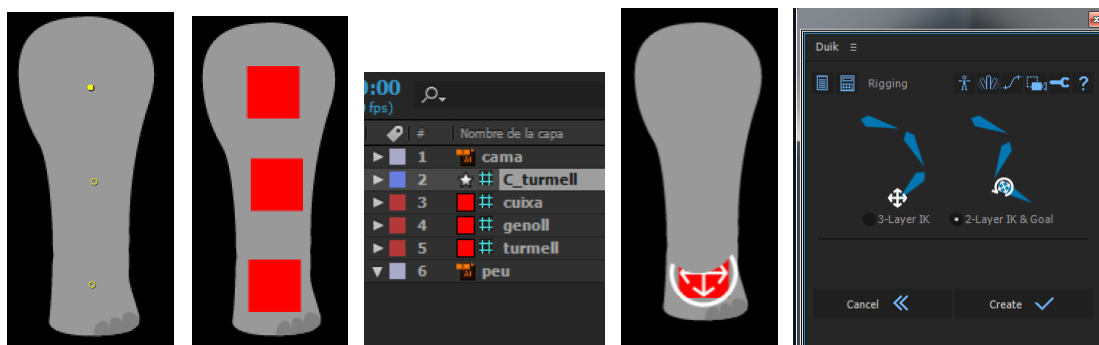 0:00
fps)
#
Nombre de la capa
1 cama
2 C_turmell
3 cuixa
4 genoll
5 turmell
6 peu
Duik
Rigging
?
3-Layer IK
2-Layer IK & Goal
Cancel
Create